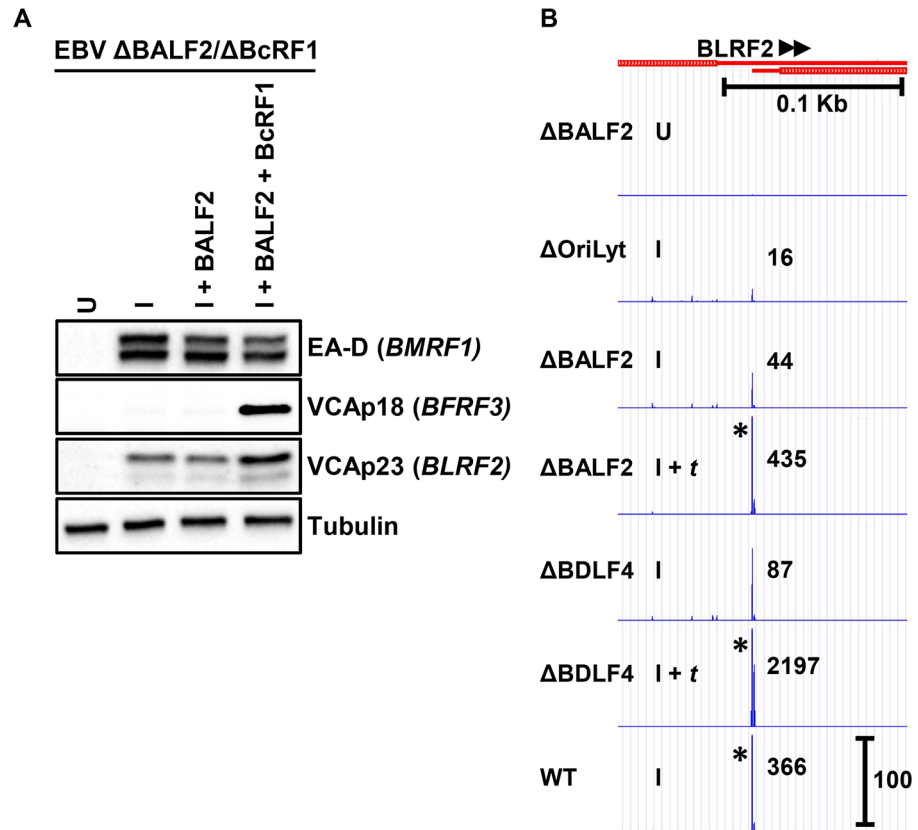 A
EBV ΔBALF2/ΔBcRF1
U
I
I + BALF2
I + BALF2 + BcRF1
EA-D (BMRF1)
VCAp18 (BFRF3)
VCAp23 (BLRF2)
Tubulin
B
BLRF2
0.1 Kb
ΔBALF2 U
ΔOriLyt I 16
ΔBALF2 I 44
ΔBALF2 I + t * 435
ΔBDLF4 I 87
ΔBDLF4 I + t * 2197
WT I * 366
100